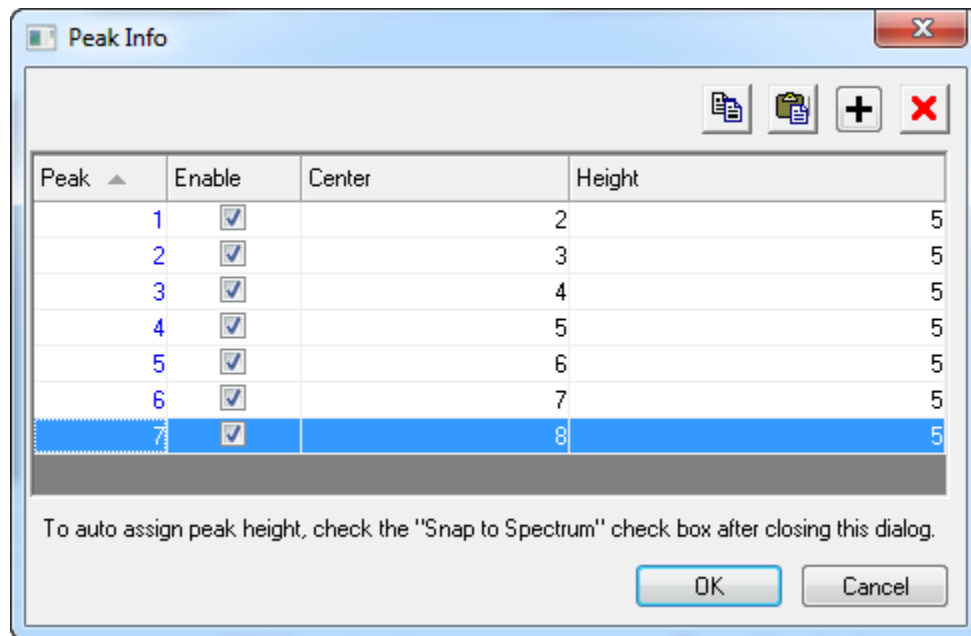 Peak Info
Peak Enable Center Height
1 2 5
2 3 5
3 4 5
4 5 5
5 6 5
6 7 5
7 8 5
To auto assign peak height, check the "Snap to Spectrum" check box after closing this dialog.
OK Cancel